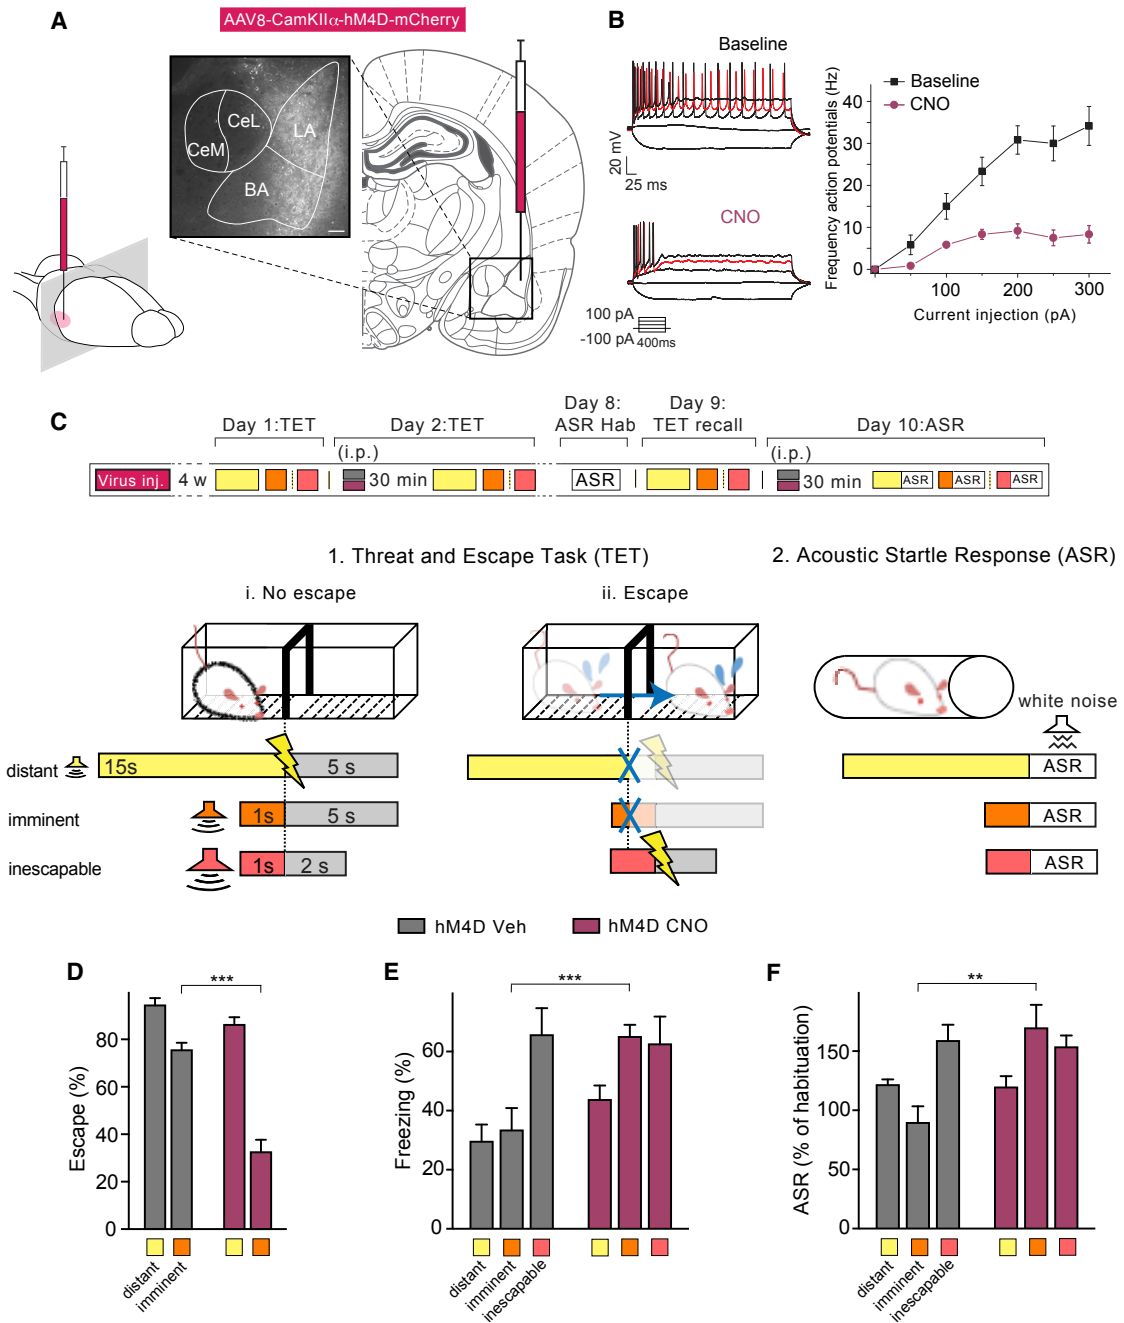 A
AAV8-CamKIIα-hM4D-mCherry
CeL
LA
CeM
BA
B
Baseline
20 mV
25 ms
CNO
100 pA
-100 pA
400ms
Frequency action potentials (Hz)
Baseline
CNO
40
30
20
10
0
100
200
300
Current injection (pA)
C
Day 1:TET
Day 2:TET
Day 8:
ASR Hab
Day 9:
TET recall
Day 10:ASR
(i.p.)
(i.p.)
Virus inj.
4 w
30 min
ASR
30 min
ASR
ASR
ASR
1. Threat and Escape Task (TET)
2. Acoustic Startle Response (ASR)
i. No escape
ii. Escape
white noise
distant
15s
5 s
ASR
imminent
1s
5 s
ASR
inescapable
1s
2 s
ASR
hM4D Veh
hM4D CNO
D
***
Escape (%)
80
60
40
20
0
distant
imminent
E
***
Freezing (%)
60
40
20
0
distant
imminent
inescapable
F
**
ASR (% of habituation)
150
100
50
0
distant
imminent
inescapable